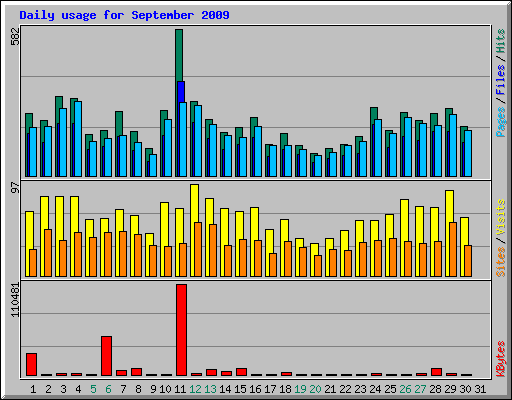 Daily usage for September 2009
582
Pages / Files / Hits
97
Sites / Visits
110481
KBytes
1 2 3 4 5 6 7 8 9 10 11 12 13 14 15 16 17 18 19 20 21 22 23 24 25 26 27 28 29 30 31